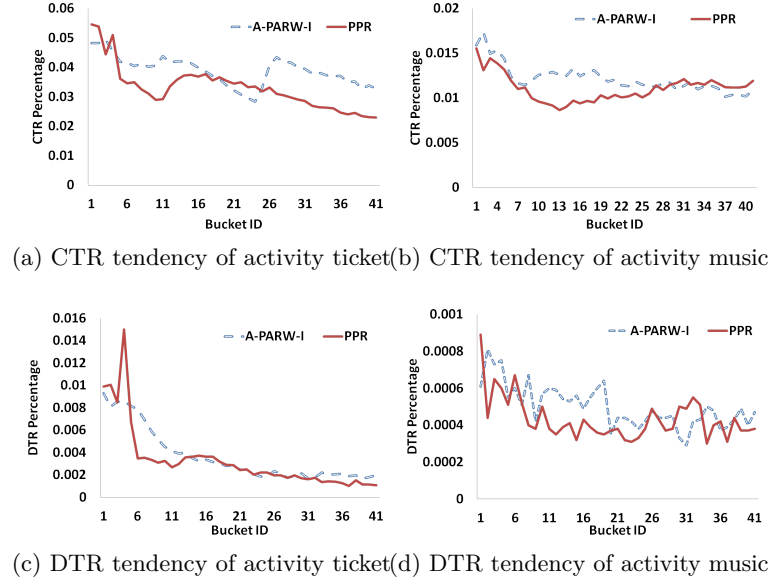 0.06
0.05
0.04
0.03
0.02
0.01
0
CTR Percentage
A-PARW-I
PPR
1 6 11 16 21 26 31 36 41
Bucket ID
0.02
0.015
0.01
0.005
0
CTR Percentage
A-PARW-I
PPR
1 4 7 10 13 16 19 22 25 28 31 34 37 40
Bucket ID
(a) CTR tendency of activity ticket
(b) CTR tendency of activity music
0.016
0.014
0.012
0.01
0.008
0.006
0.004
0.002
0
DTR Percentage
A-PARW-I
PPR
1 6 11 16 21 26 31 36 41
Bucket ID
0.001
0.0008
0.0006
0.0004
0.0002
0
DTR Percentage
A-PARW-I
PPR
1 6 11 16 21 26 31 36 41
Bucket ID
(c) DTR tendency of activity ticket
(d) DTR tendency of activity music